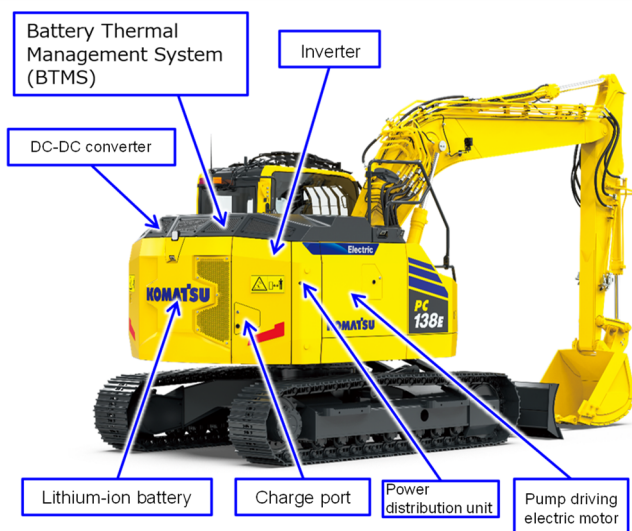 Battery Thermal
Management System
(BTMS)
Inverter
DC-DC converter
Electric
KOMATSU
KOMATSU
PC
138E
Lithium-ion battery
Charge port
Power
distribution unit
Pump driving
electric motor